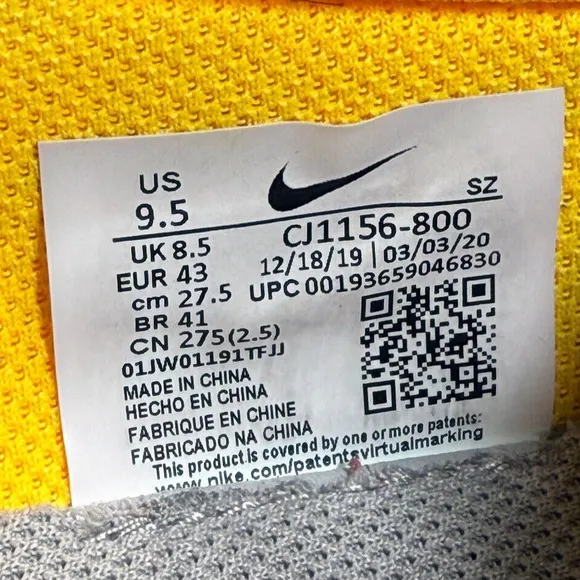 US
9.5
SZ
UK 8.5
CJ1156-800
EUR 43
12/18/19 | 03/03/20
cm 27.5
UPC 00193659046830
BR 41
CN 275(2.5)
01JW01191TFJJ
MADE IN CHINA
HECHO EN CHINA
FABRIQUE EN CHINE
FABRICADO NA CHINA
This product is covered by one or more patents:
www.nike.com/patentsvirtualmarking